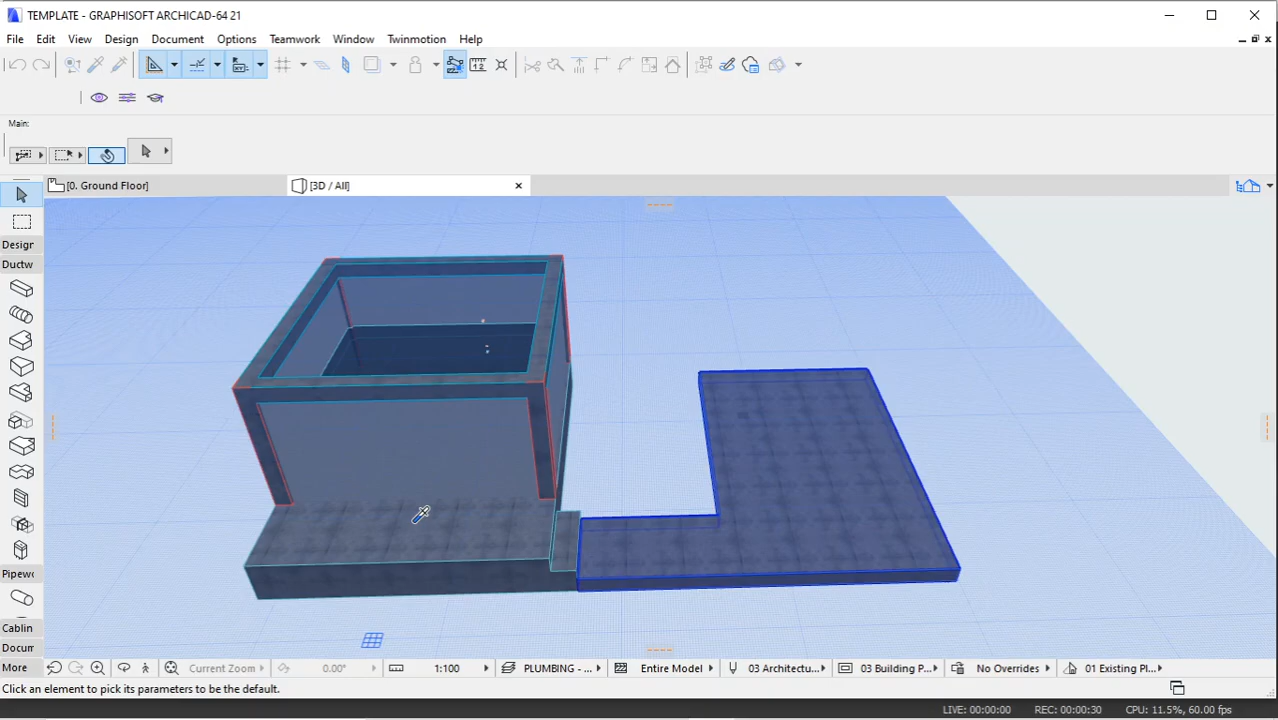 TEMPLATE - GRAPHISOFT ARCHICAD-64 21
File Edit View Design Document Options Teamwork Window Twinmotion Help
Main:
[0. Ground Floor]
[3D / All]
Design
Ductw
Pipewo
Cablin
Docum
More
Current Zoom
0.00°
1:100
PLUMBING - ...
Entire Model
03 Architectu...
03 Building P...
No Overrides
01 Existing Pl...
Click an element to pick its parameters to be the default.
LIVE: 00:00:00 REC: 00:00:30 CPU: 11.5%, 60.00 fps